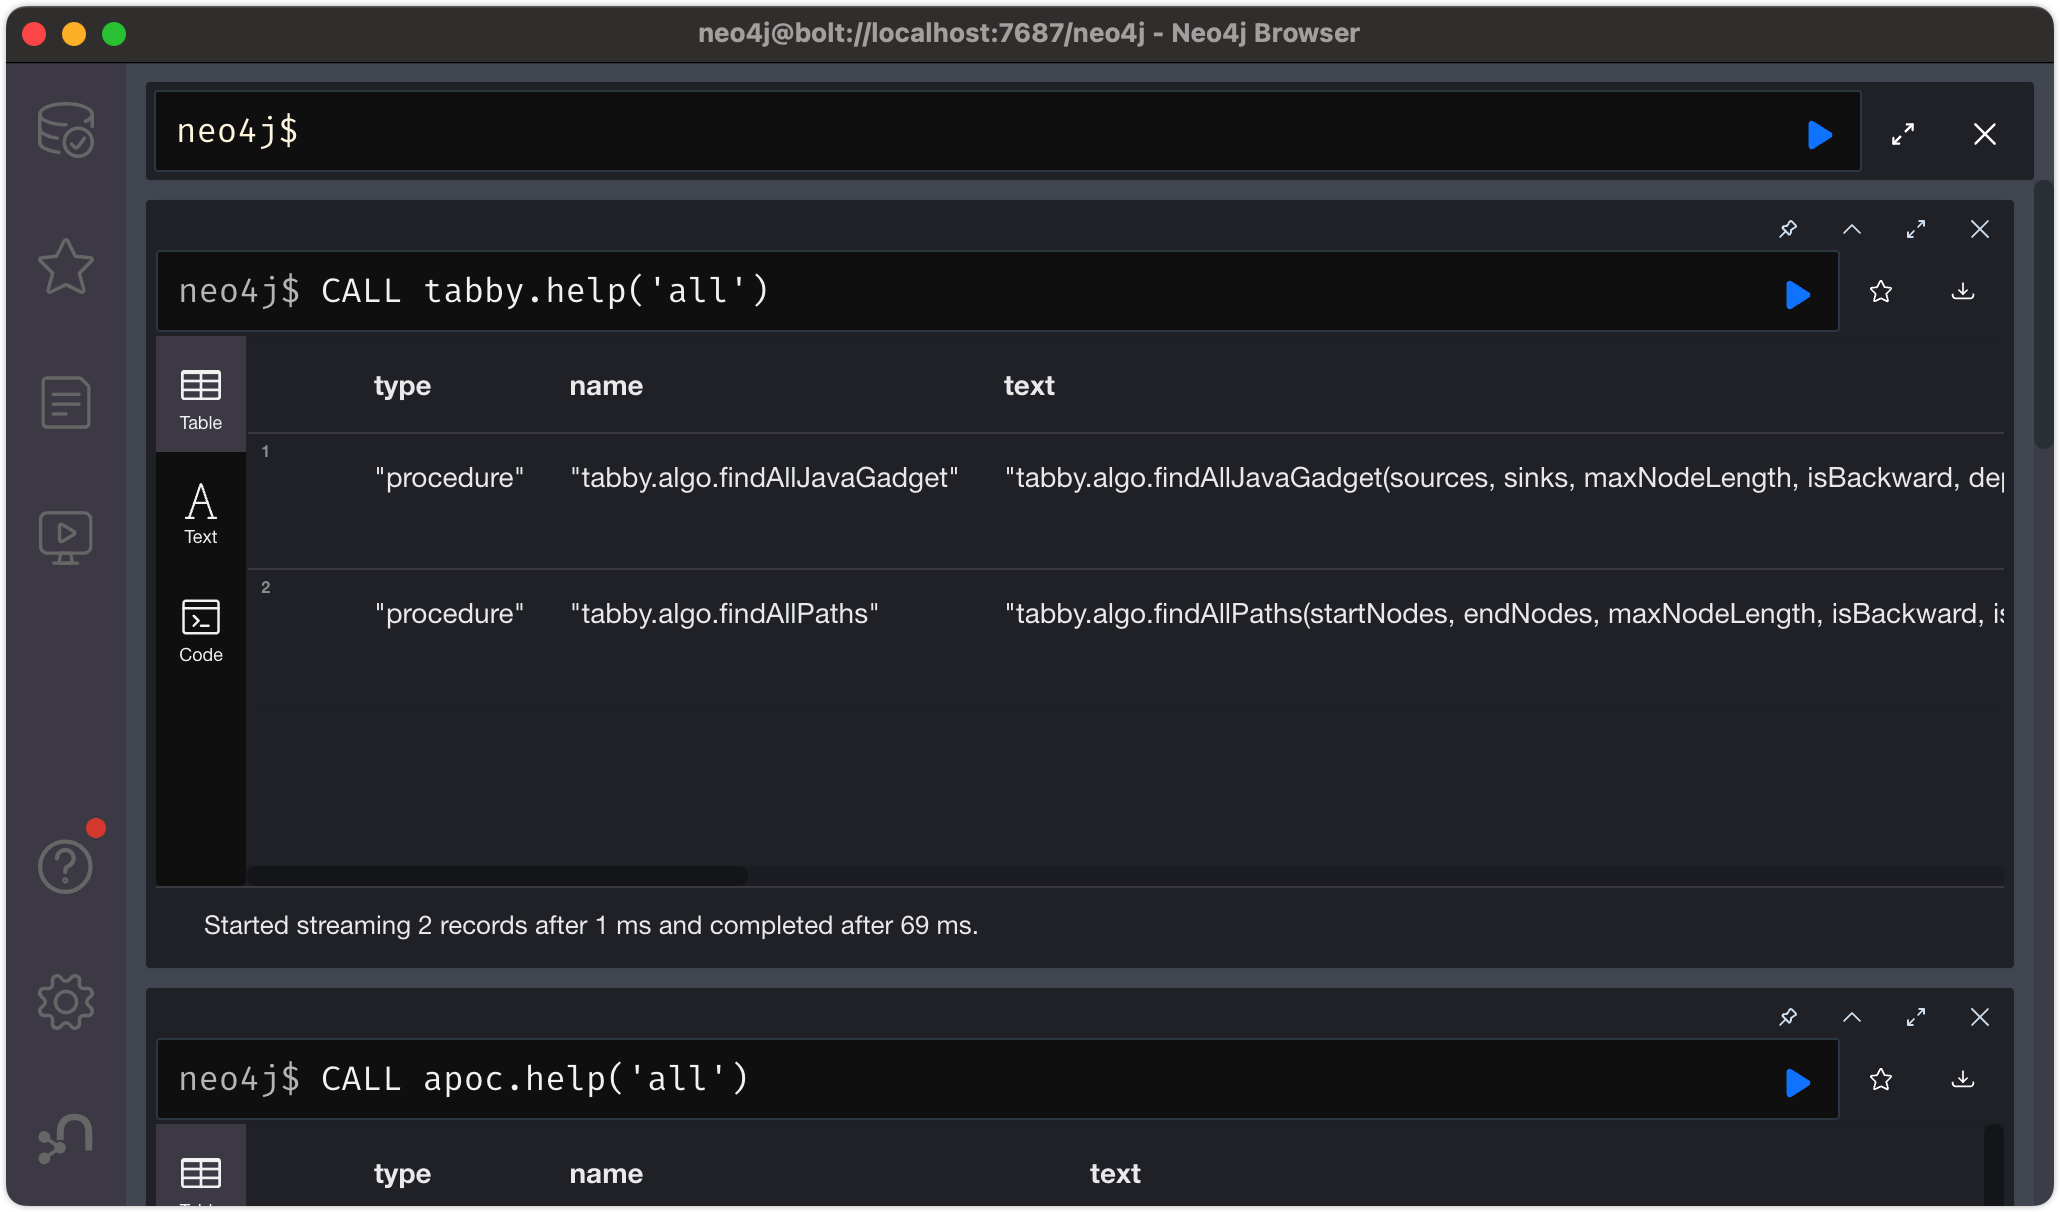 neo4j@bolt://localhost:7687/neo4j - Neo4j Browser
neo4j$
neo4j$ CALL tabby.help('all')
Table
Text
Code
type name text
1
"procedure" "tabby.algo.findAllJavaGadget" "tabby.algo.findAllJavaGadget(sources, sinks, maxNodeLength, isBackward,
2
"procedure" "tabby.algo.findAllPaths" "tabby.algo.findAllPaths(startNodes, endNodes, maxNodeLength, isBackward,
Started streaming 2 records after 1 ms and completed after 69 ms.
neo4j$ CALL apoc.help('all')
type name text